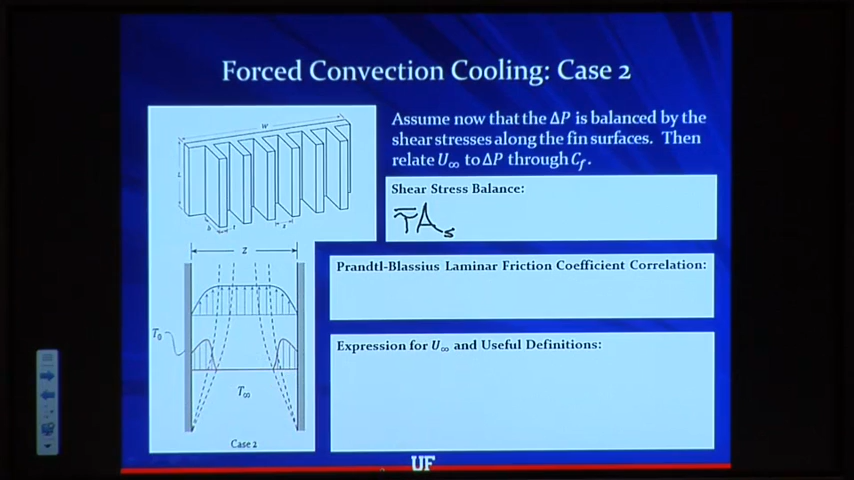 Forced Convection Cooling: Case 2
Assume now that the ΔP is balanced by the
shear stresses along the fin surfaces. Then
relate U∞ to ΔP through Cf.
Shear Stress Balance:
τ̅As
Prandtl-Blassius Laminar Friction Coefficient Correlation:
Expression for U∞ and Useful Definitions:
w
L
b
t
z
z
T0
T∞
Case 2
UF